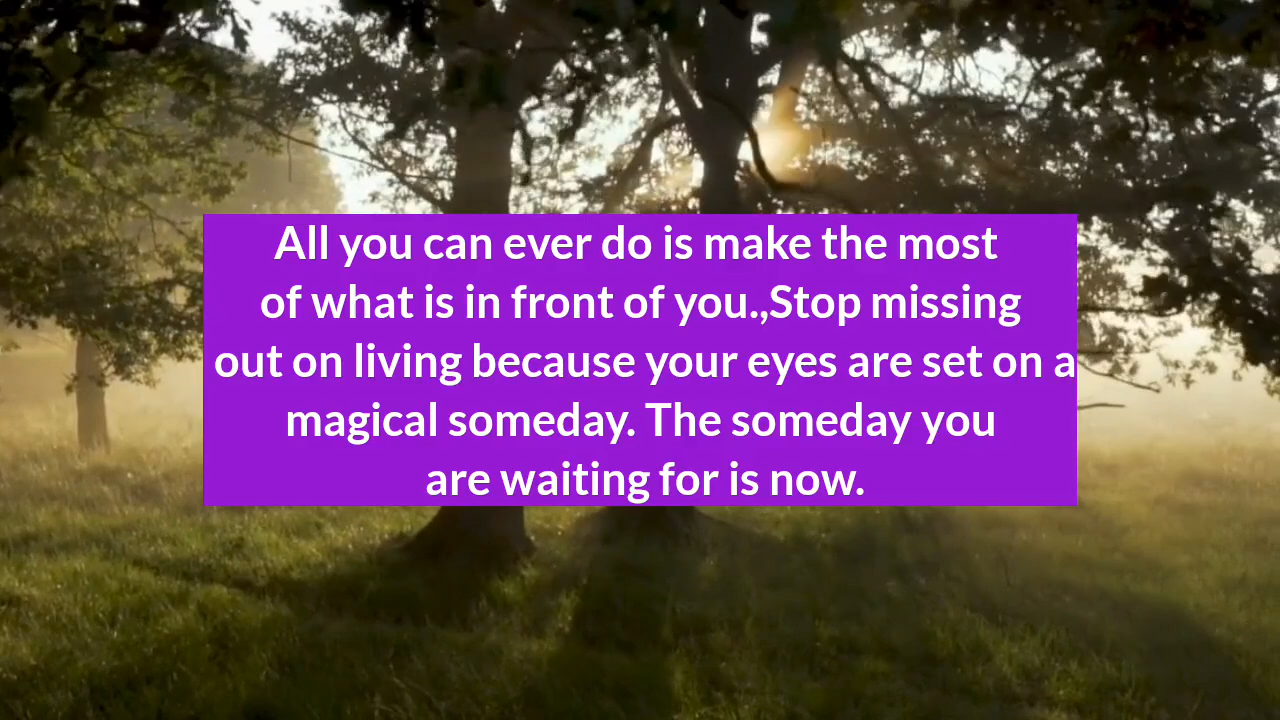 All you can ever do is make the most
of what is in front of you.,Stop missing
out on living because your eyes are set on a
magical someday. The someday you
are waiting for is now.